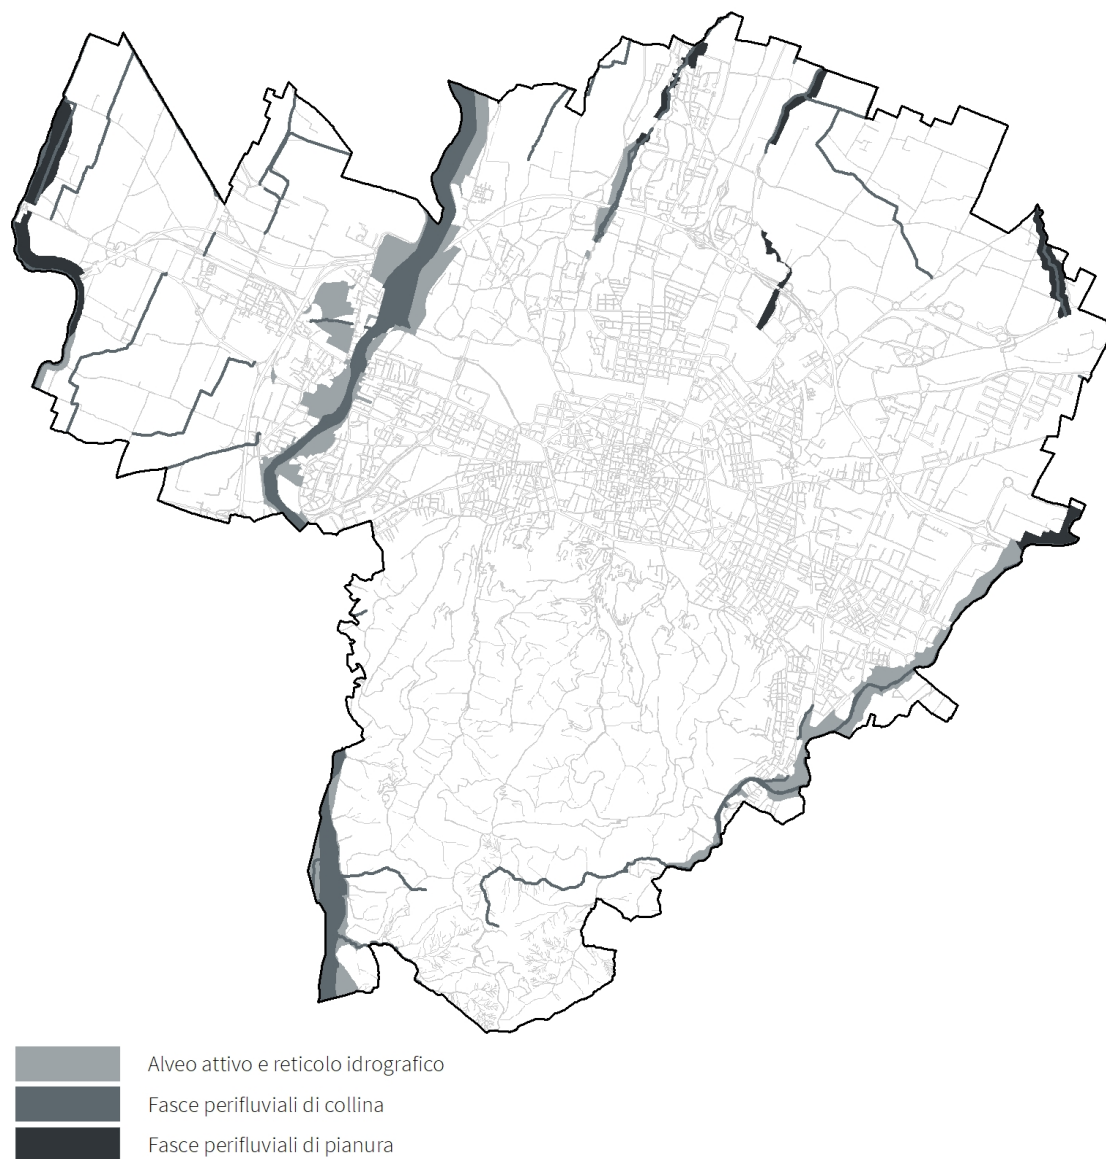 Alveo attivo e reticolo idrografico
Fasce perifluviali di collina
Fasce perifluviali di pianura